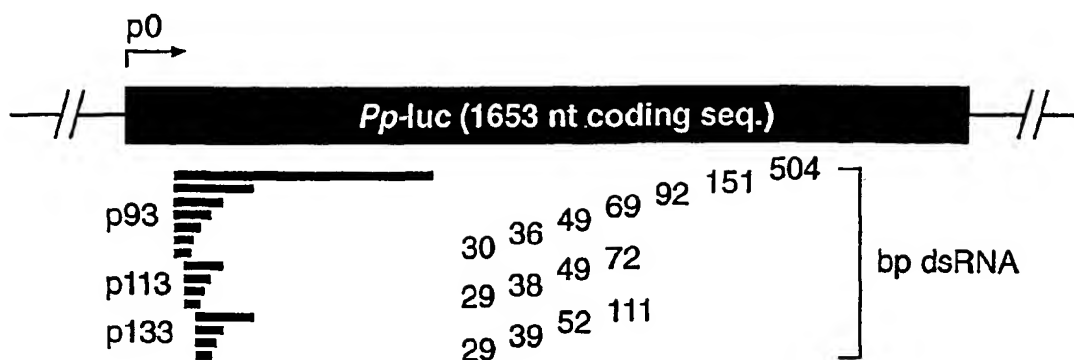 p0
Pp-luc (1653 nt coding seq.)
p93
30 36 49 69 92 151 504
p113
29 38 49 72
p133
29 39 52 111
bp dsRNA